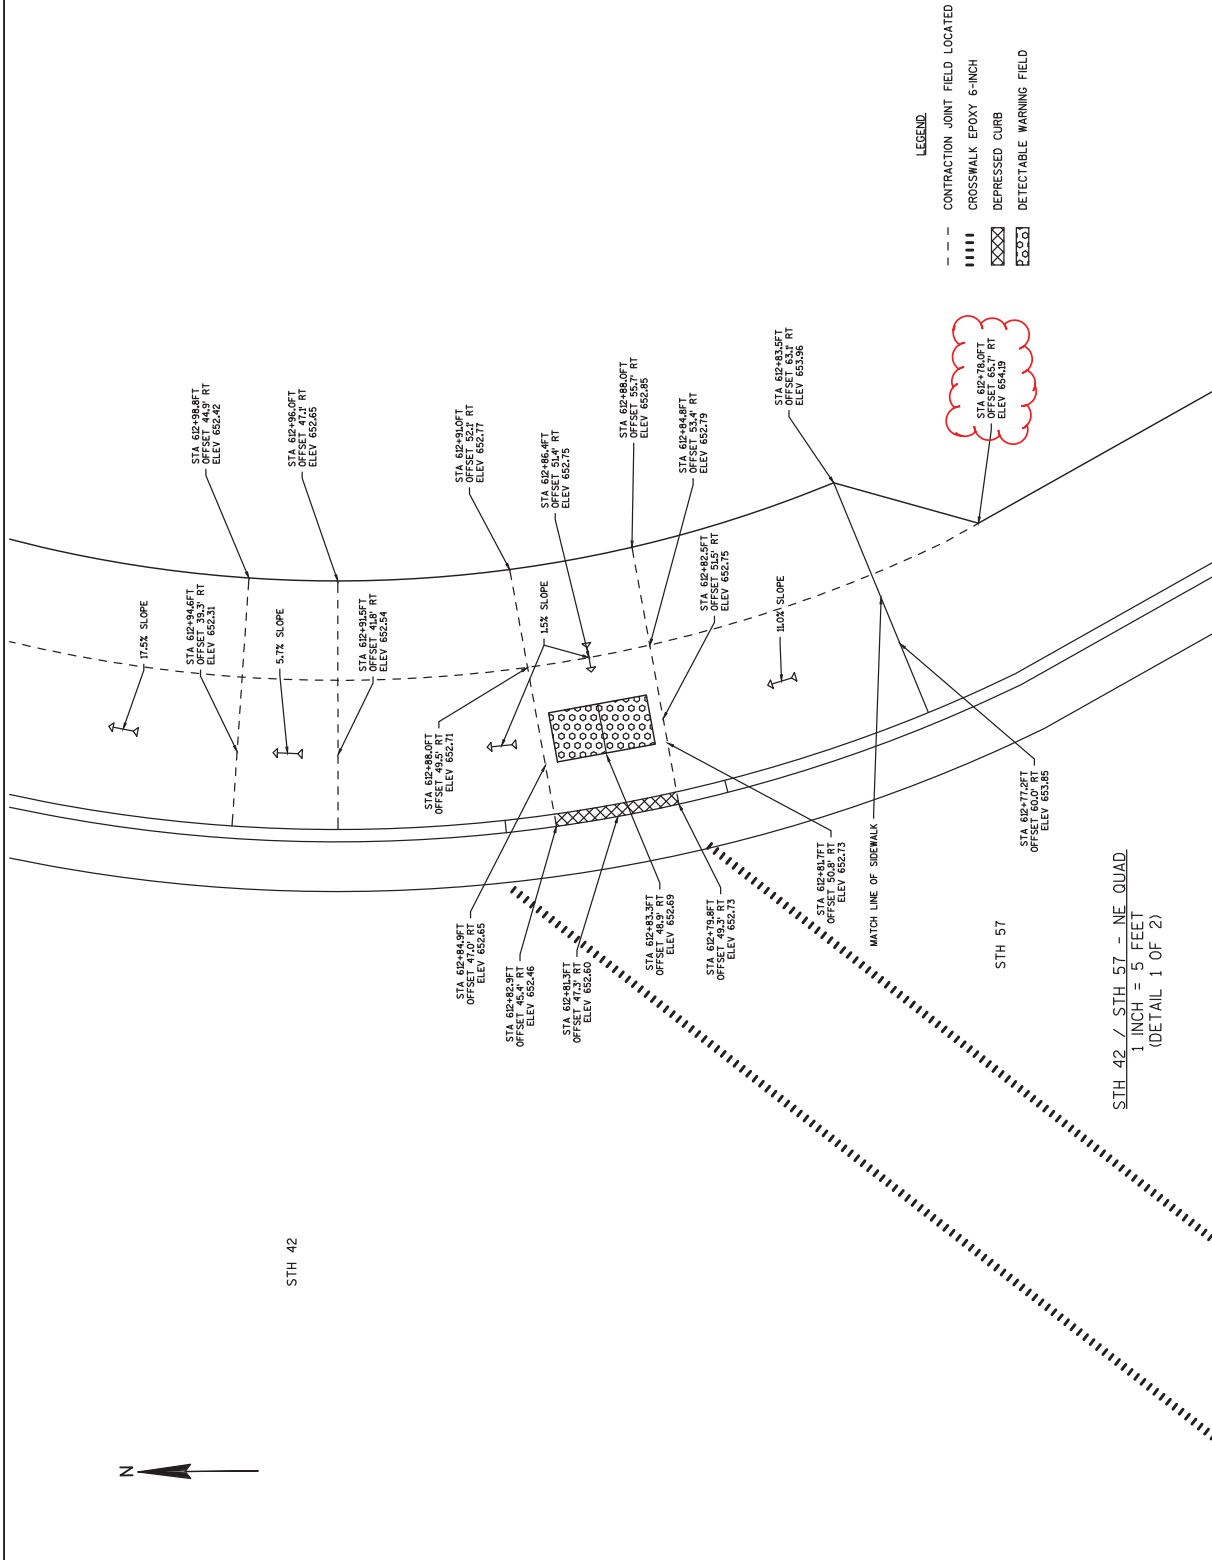 LEGEND
CONTRACTION JOINT FIELD LOCATED
CROSSWALK EPOXY 6-INCH
DEPRESSED CURB
DETECTABLE WARNING FIELD
STA 612+98.8FT
OFFSET 44.9' RT
ELEV 652.42
STA 612+96.0FT
OFFSET 47.1' RT
ELEV 652.65
STA 612+91.0FT
OFFSET 52.1' RT
ELEV 652.77
STA 612+86.4FT
OFFSET 51.4' RT
ELEV 652.75
STA 612+88.0FT
OFFSET 55.7' RT
ELEV 652.85
STA 612+84.8FT
OFFSET 53.4' RT
ELEV 652.79
STA 612+83.5FT
OFFSET 63.1' RT
ELEV 653.96
STA 612+78.0FT
OFFSET 65.7' RT
ELEV 654.19
17.5% SLOPE
STA 612+94.6FT
OFFSET 39.3' RT
ELEV 652.31
5.7% SLOPE
STA 612+91.5FT
OFFSET 41.8' RT
ELEV 652.54
1.5% SLOPE
STA 612+82.5FT
OFFSET 51.5' RT
ELEV 652.75
11.0% SLOPE
STA 612+88.0FT
OFFSET 49.5' RT
ELEV 652.71
STA 612+84.9FT
OFFSET 47.0' RT
ELEV 652.65
STA 612+82.9FT
OFFSET 45.4' RT
ELEV 652.46
STA 612+81.3FT
OFFSET 47.3' RT
ELEV 652.60
STA 612+83.3FT
OFFSET 48.9' RT
ELEV 652.69
STA 612+79.8FT
OFFSET 49.3' RT
ELEV 652.73
STA 612+81.7FT
OFFSET 50.8' RT
ELEV 652.73
MATCH LINE OF SIDEWALK
STA 612+77.2FT
OFFSET 60.0' RT
ELEV 653.85
STH 57
STH 42
N
STH 42 / STH 57 - NE QUAD
1 INCH = 5 FEET
(DETAIL 1 OF 2)